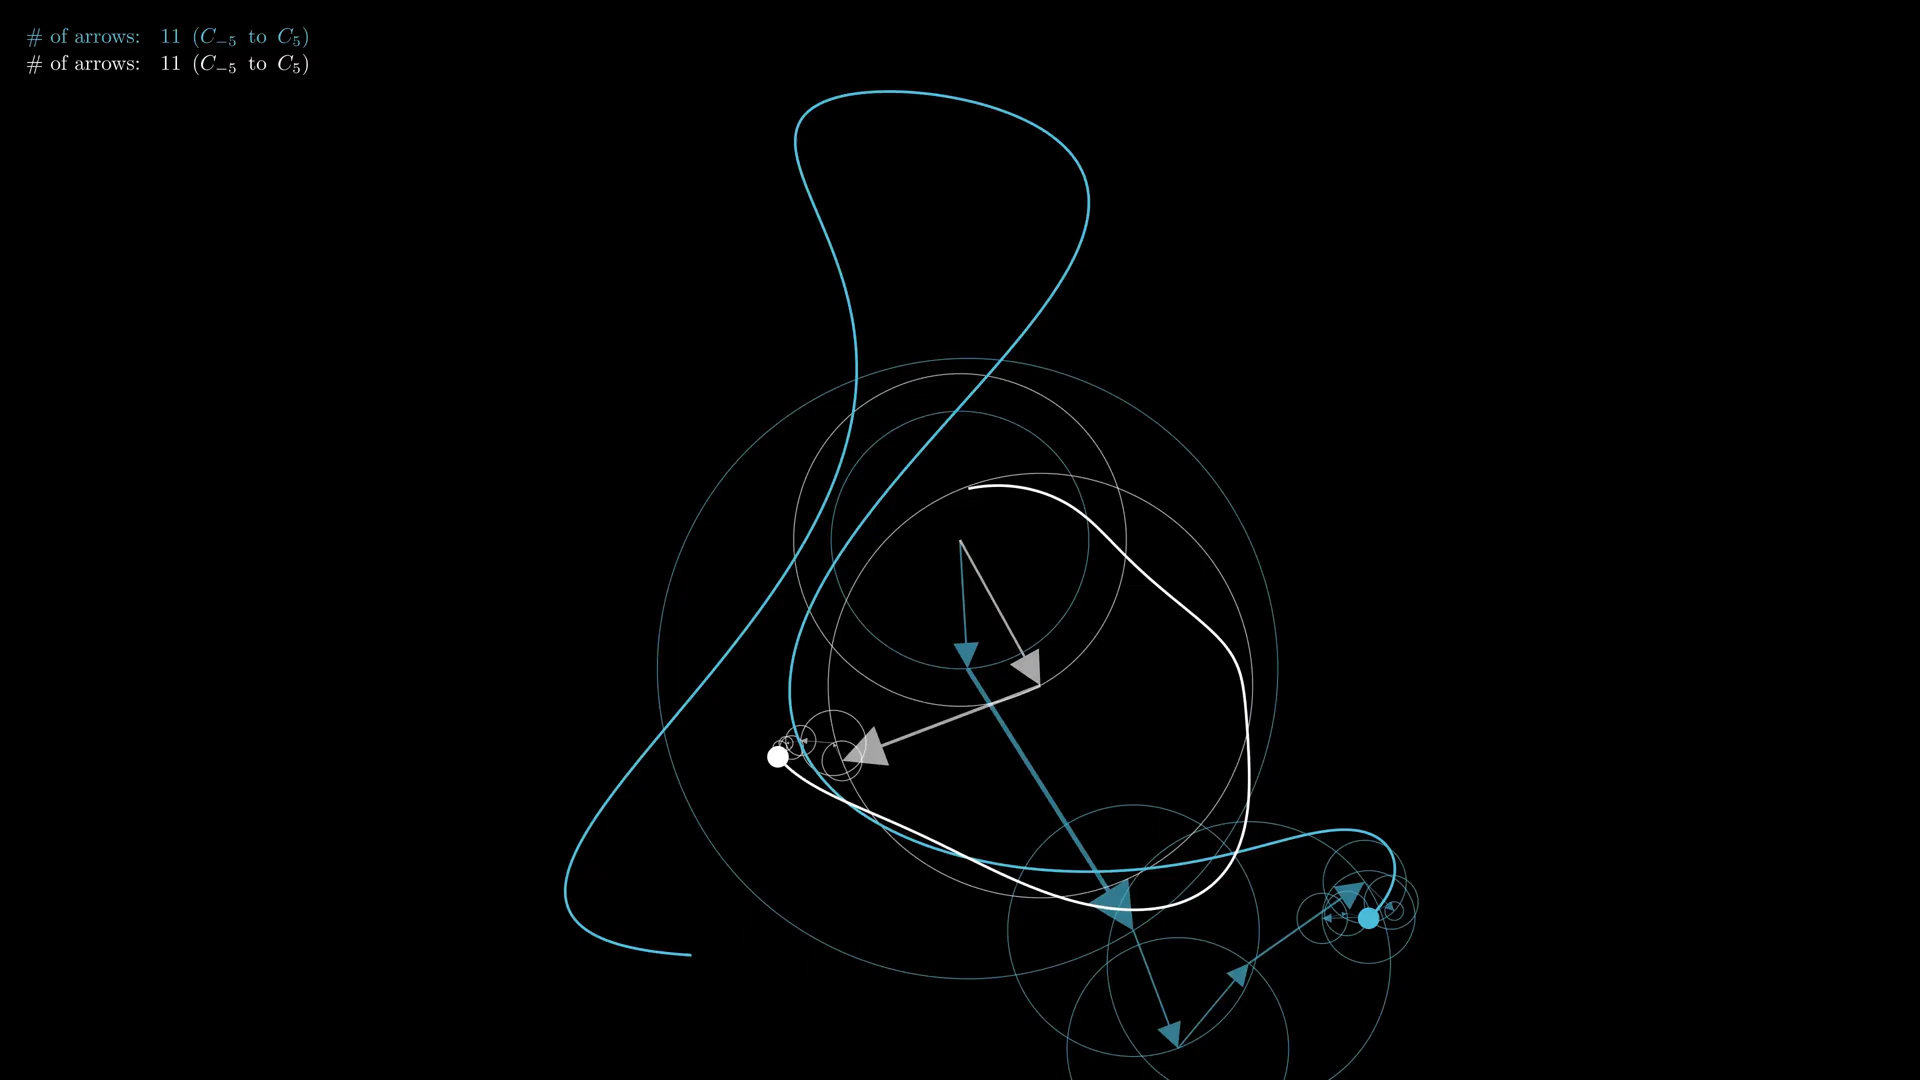 # of arrows: 11 (C₋₅ to C₅)
# of arrows: 11 (C₋₅ to C₅)